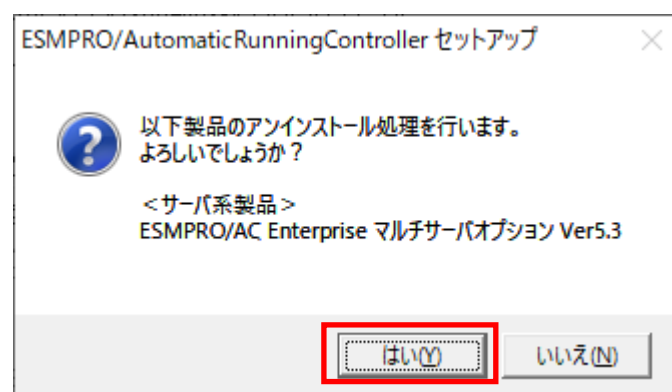 ESMPRO/AutomaticRunningController セットアップ
以下製品のアンインストール処理を行います。
よろしいでしょうか？
＜サーバ系製品＞
ESMPRO/AC Enterprise マルチサーバオプション Ver5.3
はい(Y) いいえ(N)